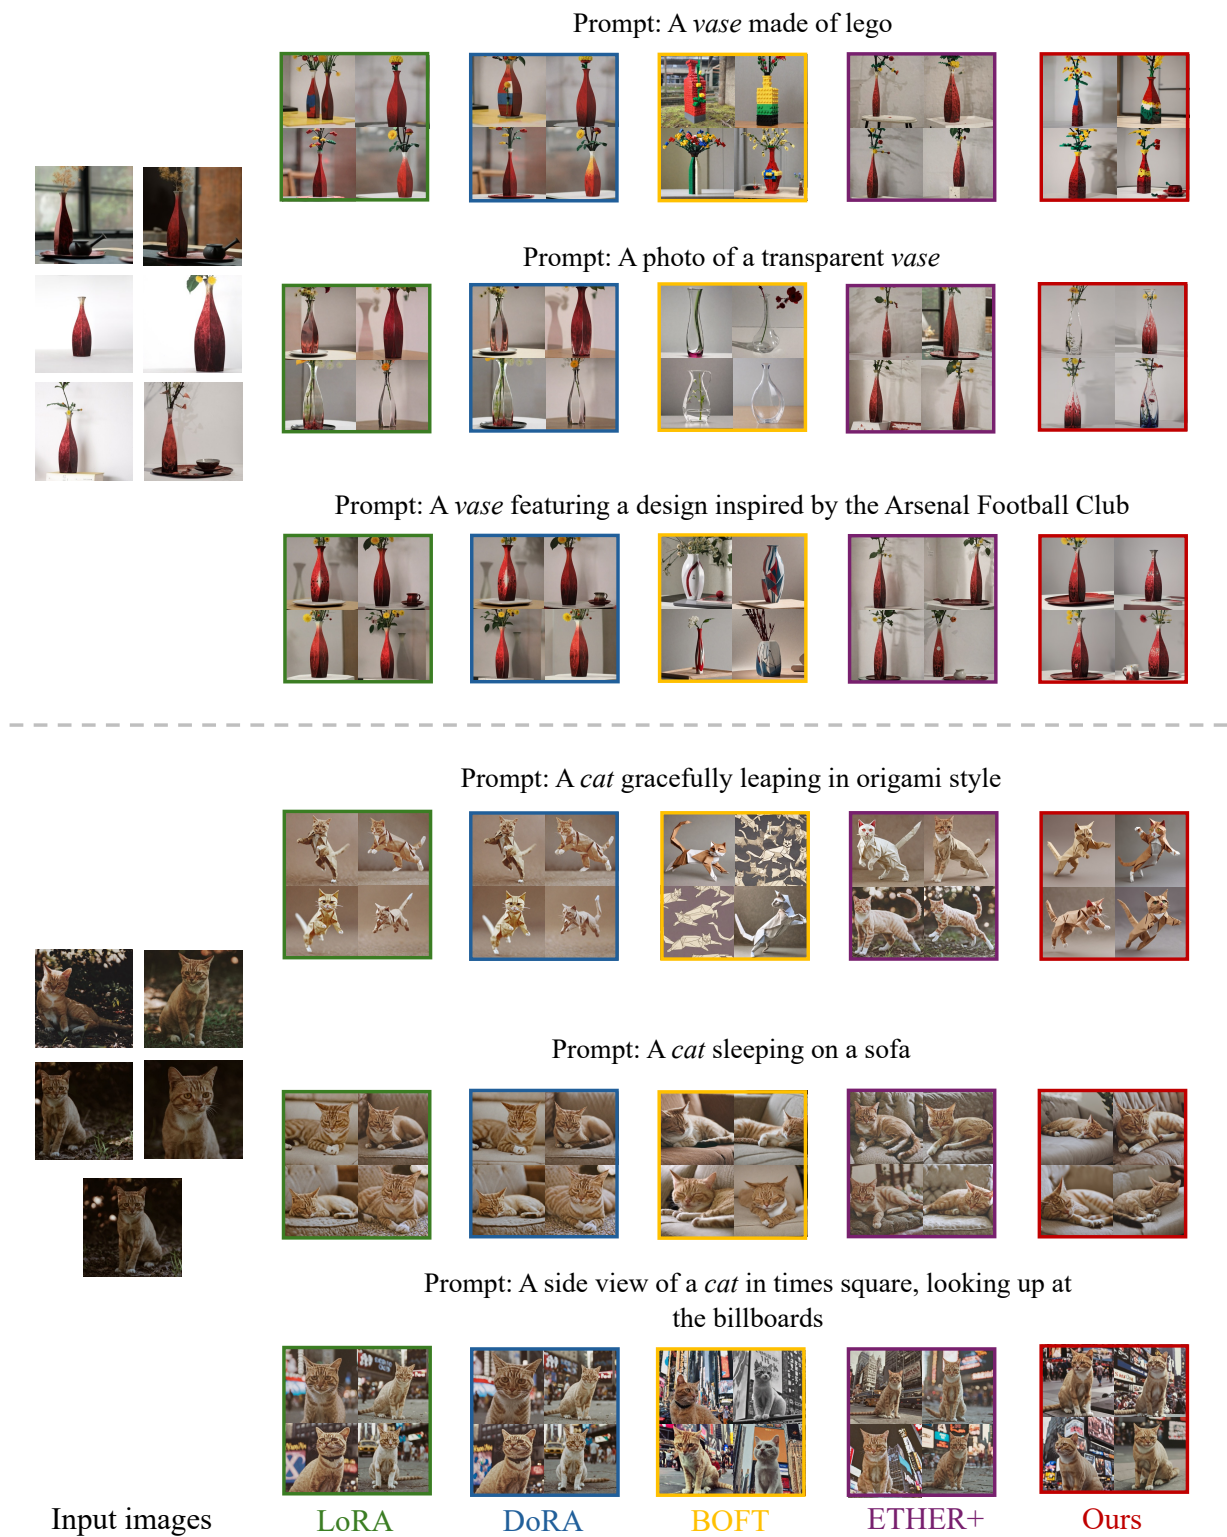 Prompt: A vase made of lego
Prompt: A photo of a transparent vase
Prompt: A vase featuring a design inspired by the Arsenal Football Club
Prompt: A cat gracefully leaping in origami style
Prompt: A cat sleeping on a sofa
Prompt: A side view of a cat in times square, looking up at
the billboards
Input images
LoRA
DoRA
BOFT
ETHER+
Ours